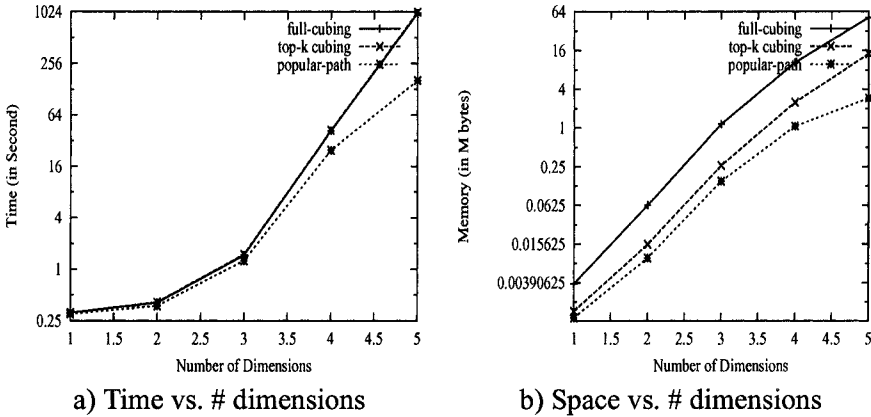 1024
256
64
16
4
1
0.25
1 1.5 2 2.5 3 3.5 4 4.5 5
Time (in Second)
Number of Dimensions
full-cubing
top-k cubing
popular-path
a) Time vs. # dimensions
64
16
4
1
0.25
0.0625
0.015625
0.00390625
1 1.5 2 2.5 3 3.5 4 4.5 5
Memory (in M bytes)
Number of Dimensions
full-cubing
top-k cubing
popular-path
b) Space vs. # dimensions